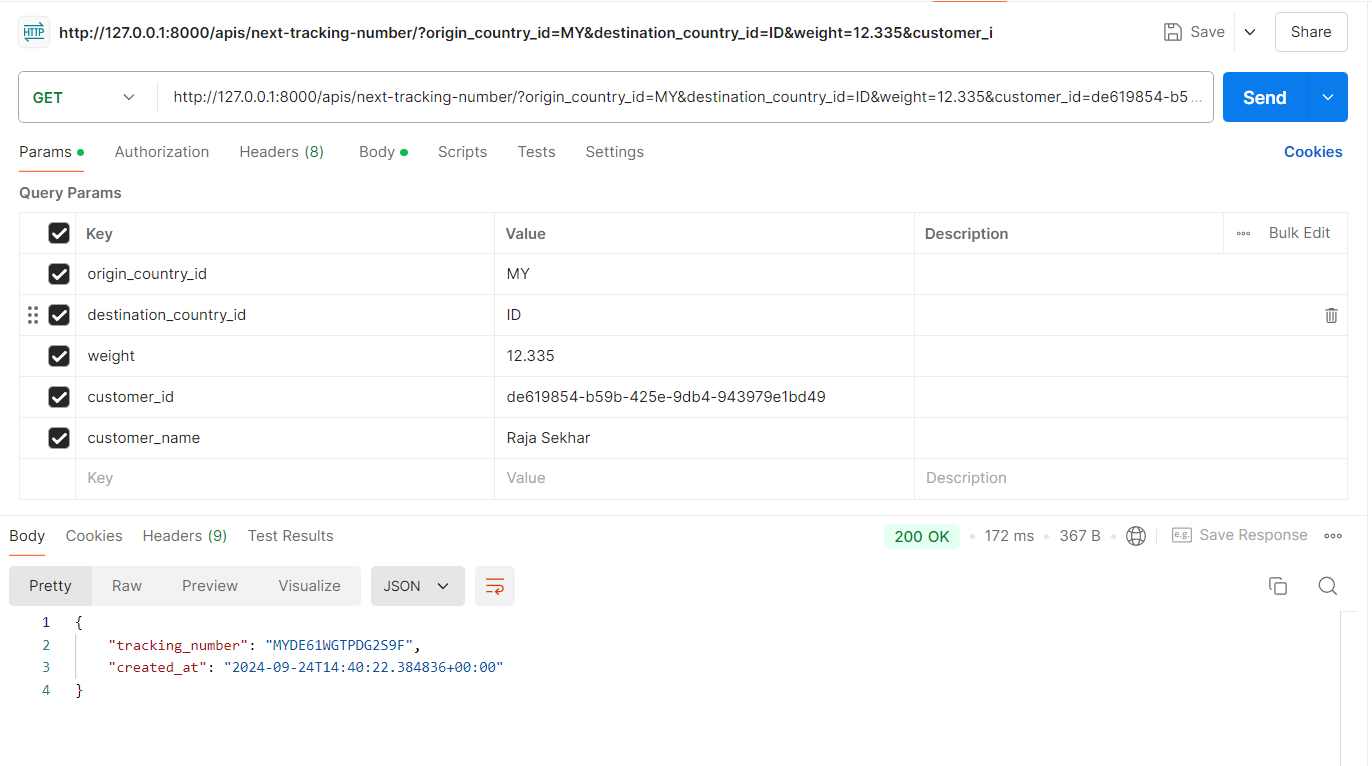 HTTP http://127.0.0.1:8000/apis/next-tracking-number/?origin_country_id=MY&destination_country_id=ID&weight=12.335&customer_i Save Share
GET http://127.0.0.1:8000/apis/next-tracking-number/?origin_country_id=MY&destination_country_id=ID&weight=12.335&customer_id=de619854-b5... Send
Params Authorization Headers (8) Body Scripts Tests Settings Cookies
Query Params
Key Value Description Bulk Edit
origin_country_id MY
destination_country_id ID
weight 12.335
customer_id de619854-b59b-425e-9db4-943979e1bd49
customer_name Raja Sekhar
Key Value Description
Body Cookies Headers (9) Test Results 200 OK 172 ms 367 B e.g. Save Response
Pretty Raw Preview Visualize JSON
1 {
2 "tracking_number": "MYDE61WGTPDG2S9F",
3 "created_at": "2024-09-24T14:40:22.384836+00:00"
4 }